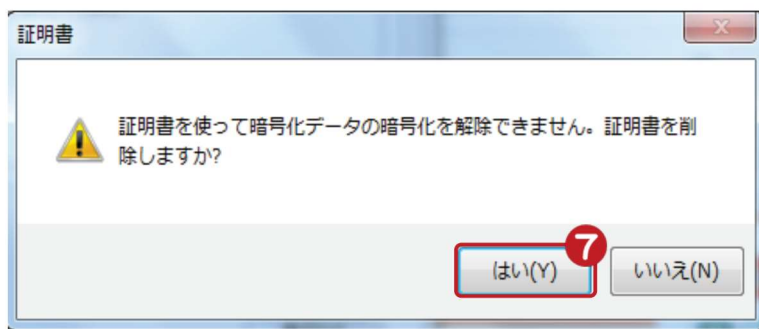 証明書
証明書を使って暗号化データの暗号化を解除できません。証明書を削
除しますか?
7
はい(Y)
いいえ(N)